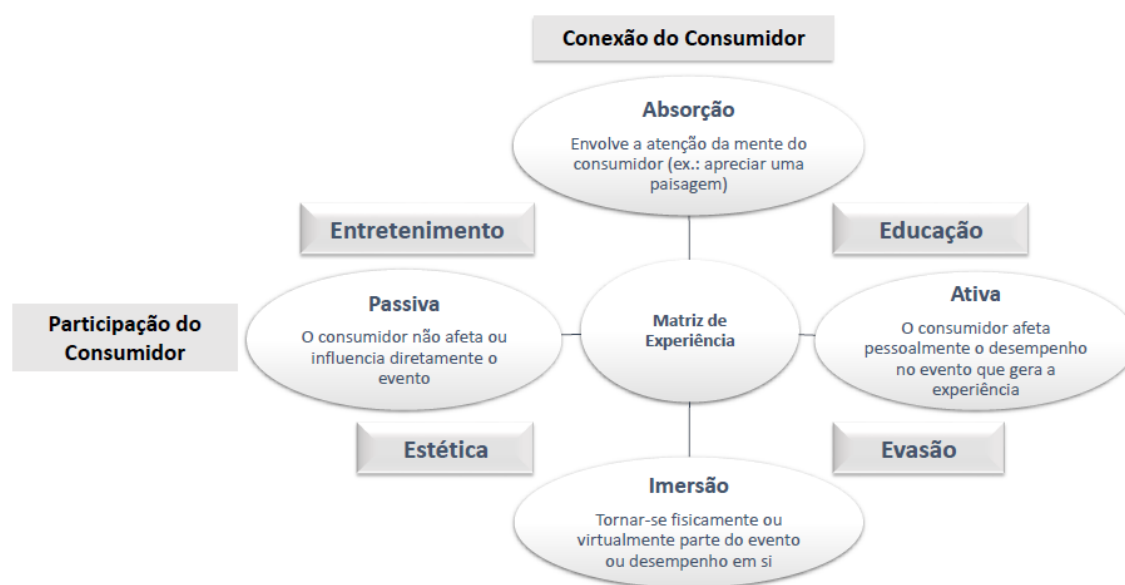 Conexão do Consumidor
Absorção
Envolve a atenção da mente do
consumidor (ex.: apreciar uma
paisagem)
Entretenimento
Educação
Participação do
Consumidor
Passiva
O consumidor não afeta ou
influencia diretamente o
evento
Matriz de
Experiência
Ativa
O consumidor afeta
pessoalmente o desempenho
no evento que gera a
experiência
Estética
Evasão
Imersão
Tornar-se fisicamente ou
virtualmente parte do evento
ou desempenho em si